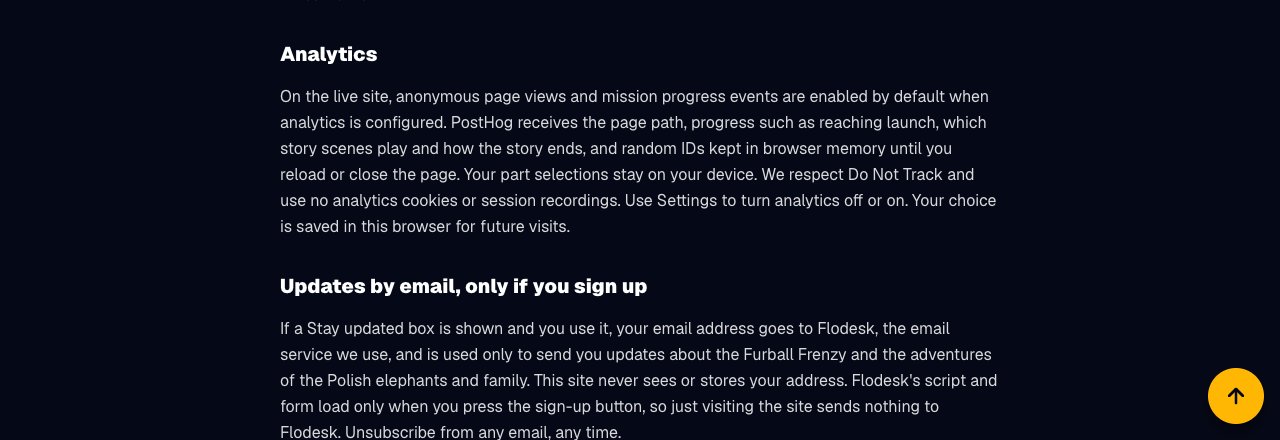 Analytics
On the live site, anonymous page views and mission progress events are enabled by default when
analytics is configured. PostHog receives the page path, progress such as reaching launch, which
story scenes play and how the story ends, and random IDs kept in browser memory until you
reload or close the page. Your part selections stay on your device. We respect Do Not Track and
use no analytics cookies or session recordings. Use Settings to turn analytics off or on. Your choice
is saved in this browser for future visits.
Updates by email, only if you sign up
If a Stay updated box is shown and you use it, your email address goes to Flodesk, the email
service we use, and is used only to send you updates about the Furball Frenzy and the adventures
of the Polish elephants and family. This site never sees or stores your address. Flodesk's script and
form load only when you press the sign-up button, so just visiting the site sends nothing to
Flodesk. Unsubscribe from any email, any time.